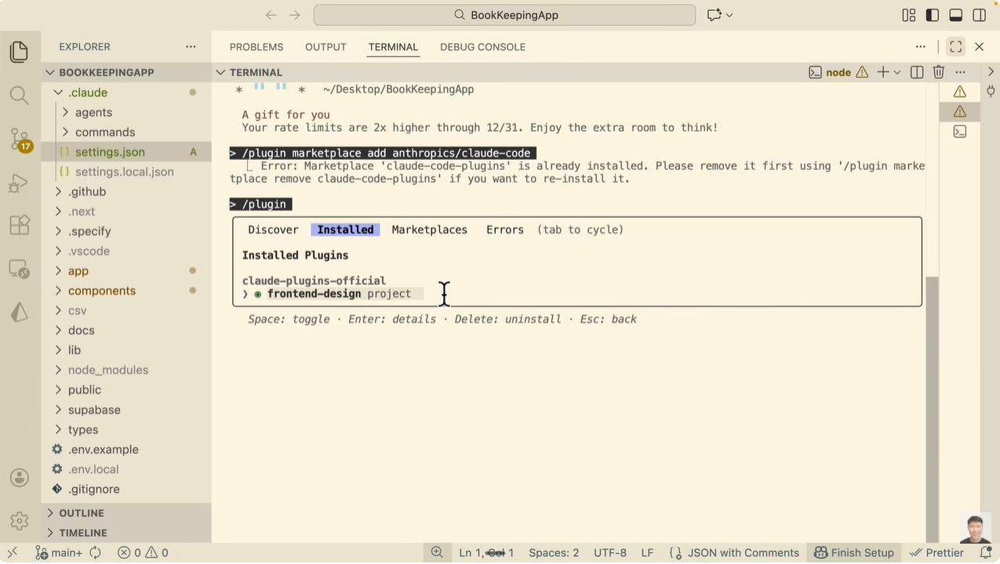 BookKeepingApp
EXPLORER
PROBLEMS OUTPUT TERMINAL DEBUG CONSOLE
BOOKKEEPINGAPP
.claude
agents
commands
{} settings.json A
{} settings.local.json
.github
.next
.specify
.vscode
app
components
csv
docs
lib
node_modules
public
supabase
types
.env.example
.env.local
.gitignore
OUTLINE
TIMELINE
17
TERMINAL
node
* " " * ~/Desktop/BookKeepingApp
A gift for you
Your rate limits are 2x higher through 12/31. Enjoy the extra room to think!
> /plugin marketplace add anthropics/claude-code
Error: Marketplace 'claude-code-plugins' is already installed. Please remove it first using '/plugin marke
tplace remove claude-code-plugins' if you want to re-install it.
> /plugin
Discover Installed Marketplaces Errors (tab to cycle)
Installed Plugins
claude-plugins-official
❯ ● frontend-design project
Space: toggle · Enter: details · Delete: uninstall · Esc: back
main+ 0 0 Ln 1, Col 1 Spaces: 2 UTF-8 LF {} JSON with Comments Finish Setup Prettier